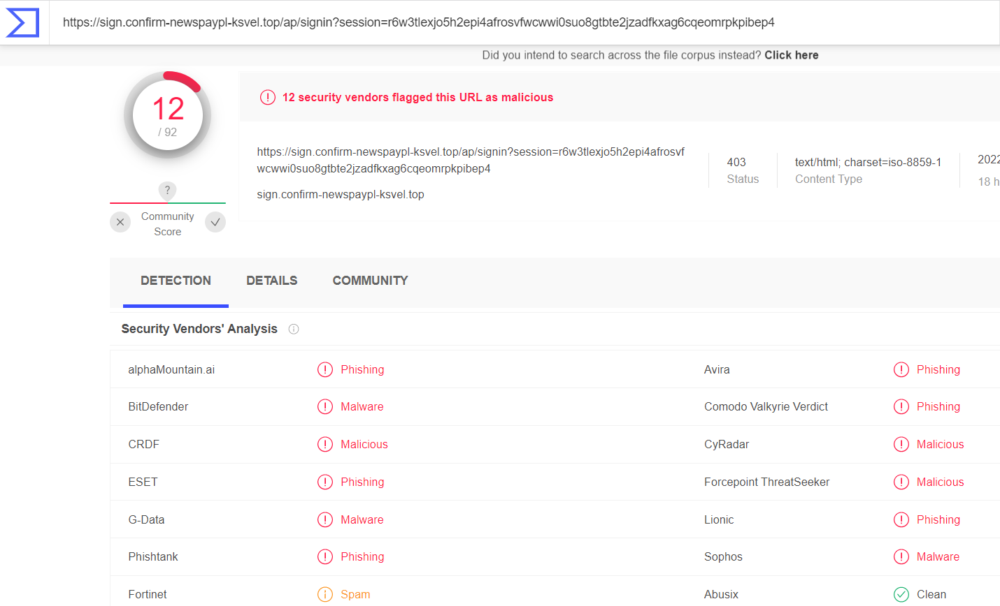 https://sign.confirm-newspaypl-ksvel.top/ap/signin?session=r6w3tlexjo5h2epi4afrosvfwcwwi0suo8gtbte2jzadfkxag6cqeomrpkpibep4
Did you intend to search across the file corpus instead? Click here
12
/ 92
12 security vendors flagged this URL as malicious
https://sign.confirm-newspaypl-ksvel.top/ap/signin?session=r6w3tlexjo5h2epi4afrosvf
wcwwi0suo8gtbte2jzadfkxag6cqeomrpkpibep4
sign.confirm-newspaypl-ksvel.top
403
Status
text/html; charset=iso-8859-1
Content Type
2022
18 h
?
Community
Score
DETECTION DETAILS COMMUNITY
Security Vendors' Analysis
alphaMountain.ai Phishing Avira Phishing
BitDefender Malware Comodo Valkyrie Verdict Phishing
CRDF Malicious CyRadar Malicious
ESET Phishing Forcepoint ThreatSeeker Malicious
G-Data Malware Lionic Phishing
Phishtank Phishing Sophos Malware
Fortinet Spam Abusix Clean